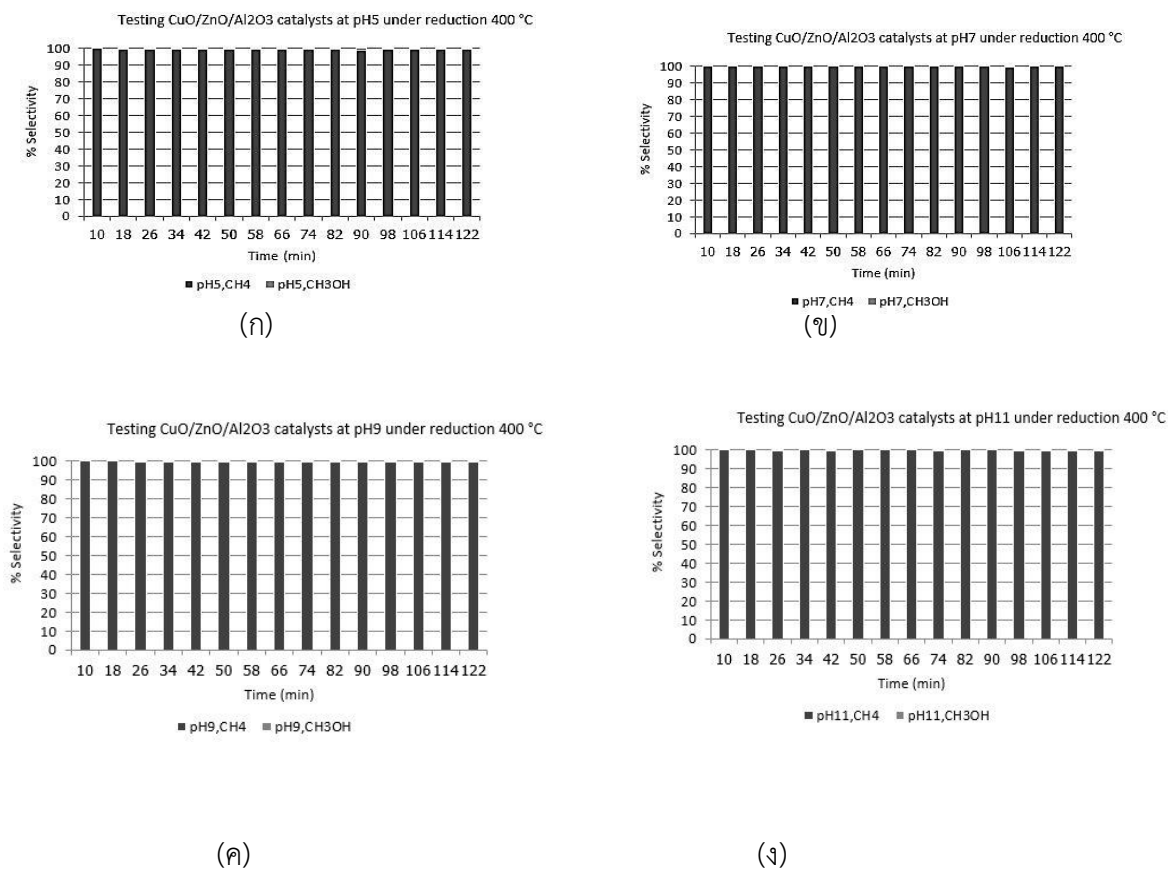 Testing CuO/ZnO/Al2O3 catalysts at pH5 under reduction 400 °C
% Selectivity
100
90
80
70
60
50
40
30
20
10
0
10 18 26 34 42 50 58 66 74 82 90 98 106 114 122
Time (min)
pH5,CH4 pH5,CH3OH
(ก)
Testing CuO/ZnO/Al2O3 catalysts at pH7 under reduction 400 °C
% Selectivity
100
90
80
70
60
50
40
30
20
10
0
10 18 26 34 42 50 58 66 74 82 90 98 106 114 122
Time (min)
pH7,CH4 pH7,CH3OH
(ข)
Testing CuO/ZnO/Al2O3 catalysts at pH9 under reduction 400 °C
% Selectivity
100
90
80
70
60
50
40
30
20
10
0
10 18 26 34 42 50 58 66 74 82 90 98 106 114 122
Time (min)
pH9,CH4 pH9,CH3OH
(ค)
Testing CuO/ZnO/Al2O3 catalysts at pH11 under reduction 400 °C
% Selectivity
100
90
80
70
60
50
40
30
20
10
0
10 18 26 34 42 50 58 66 74 82 90 98 106 114 122
Time (min)
pH11,CH4 pH11,CH3OH
(ง)